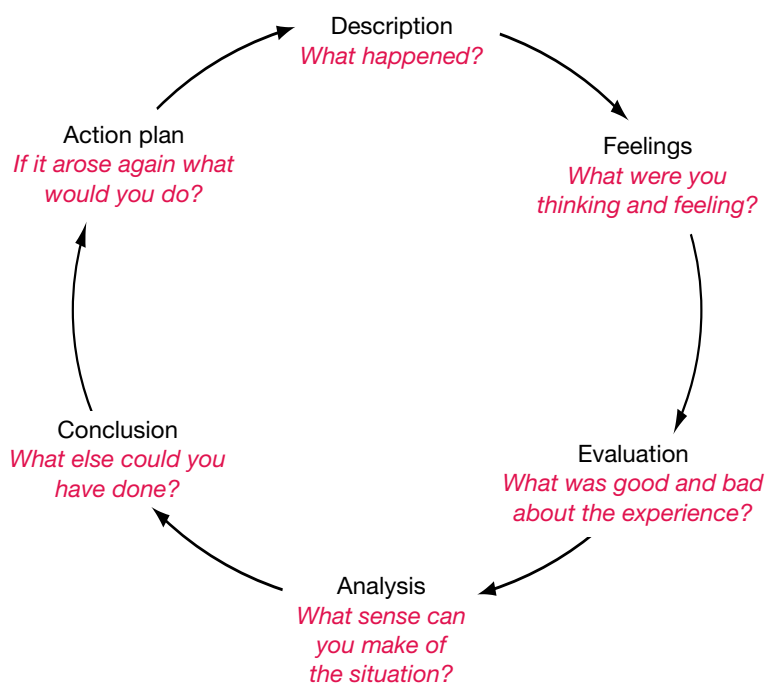 Description
What happened?
Feelings
What were you
thinking and feeling?
Evaluation
What was good and bad
about the experience?
Analysis
What sense can
you make of
the situation?
Conclusion
What else could you
have done?
Action plan
If it arose again what
would you do?